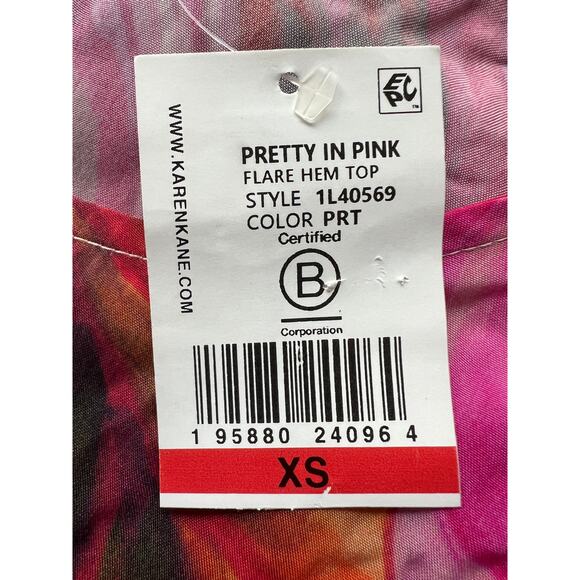 EPC™
WWW.KARENKANE.COM
PRETTY IN PINK
FLARE HEM TOP
STYLE 1L40569
COLOR PRT
Certified
B
Corporation
1 95880 24096 4
XS